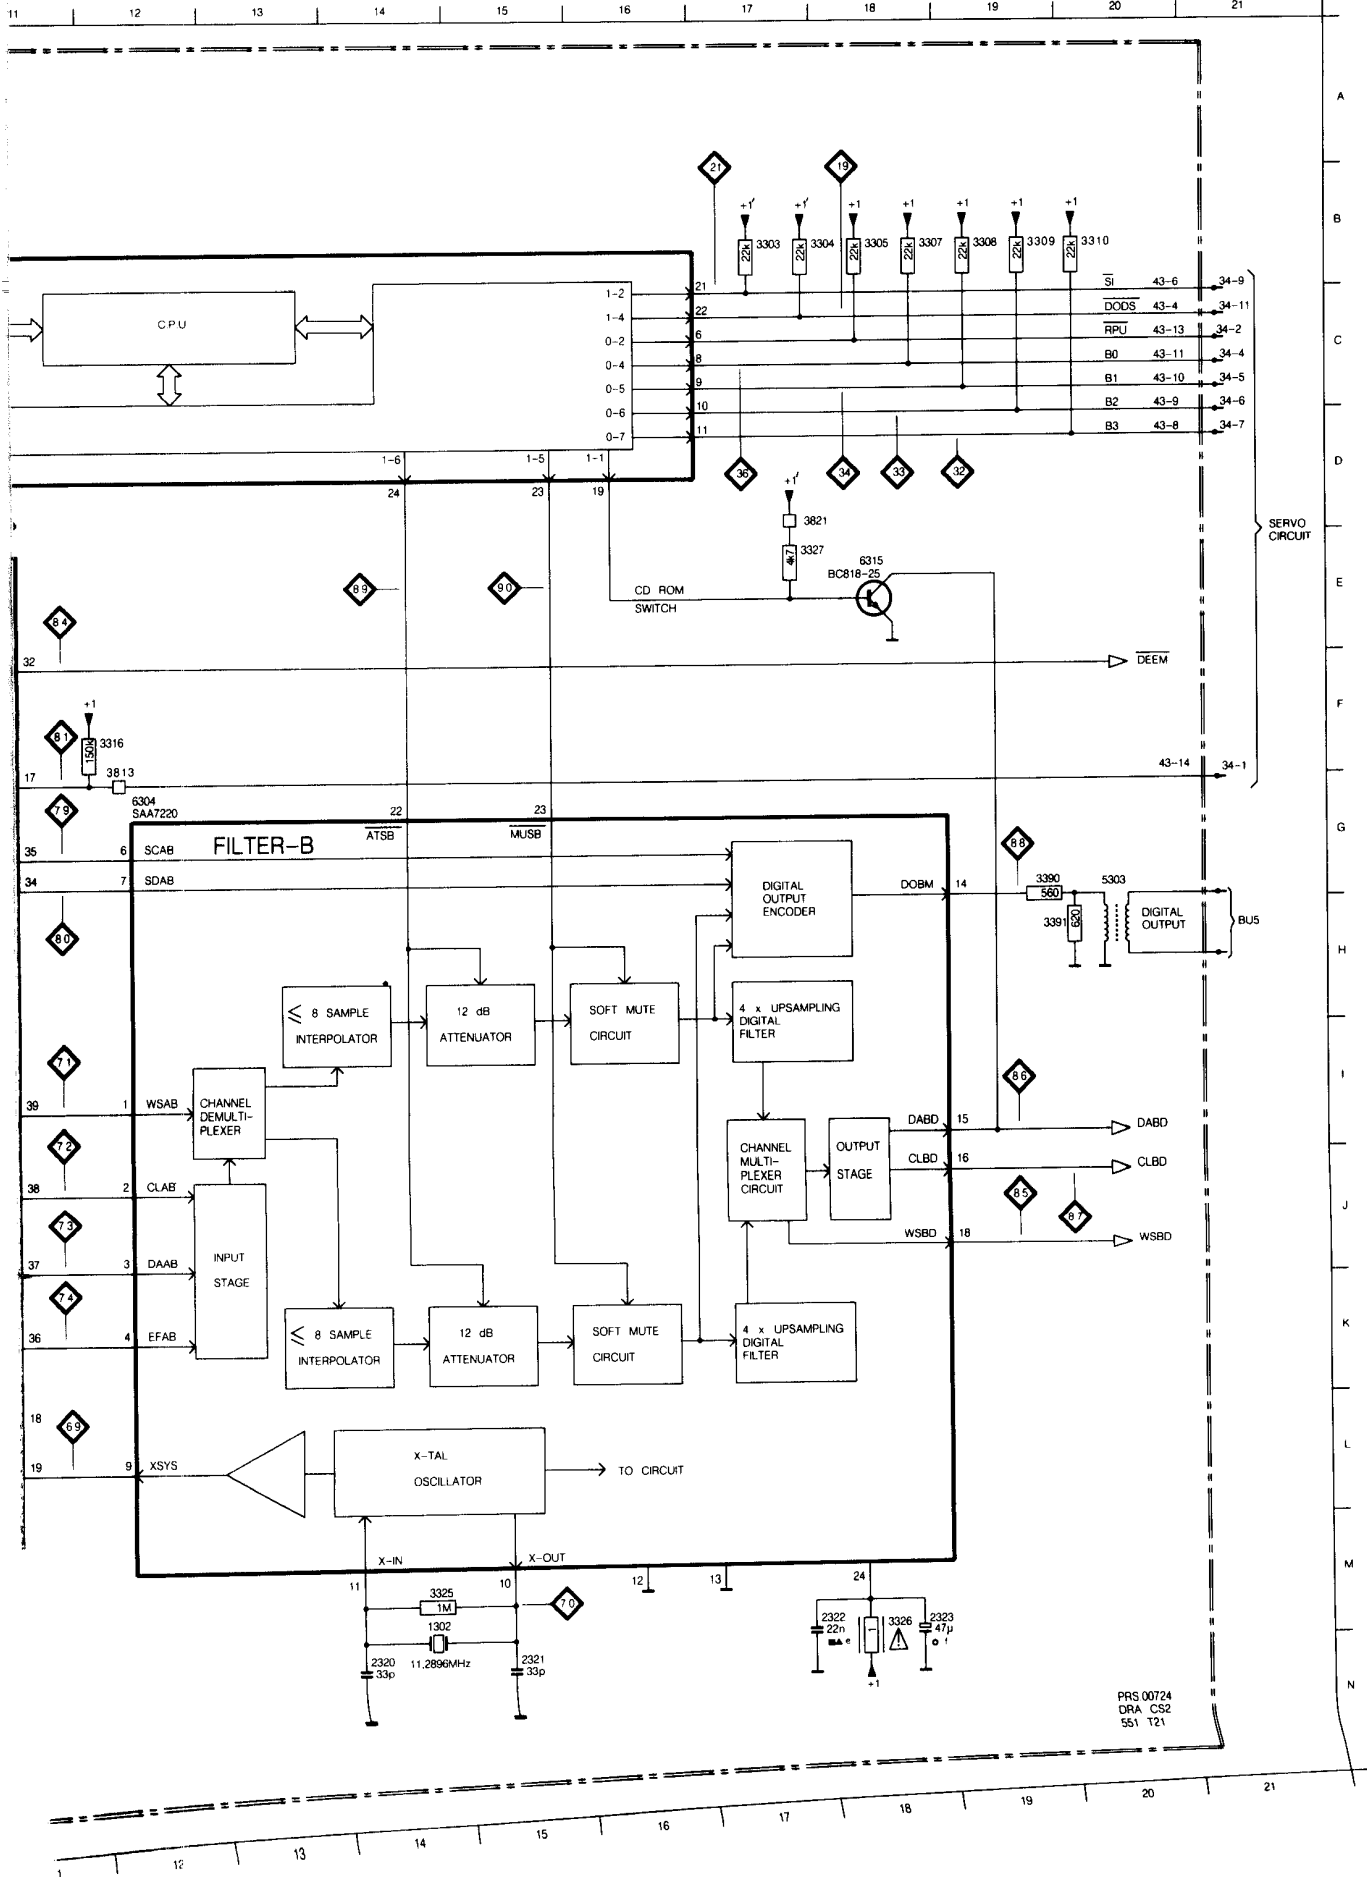 11 12 13 14 15 16 17 18 19 20 21
A
21 19
B
+1' +1' +1 +1 +1 +1 +1
22k 3303 22k 3304 22k 3305 22k 3307 22k 3308 22k 3309 22k 3310
1-2 21 SI 43-6 34-9
1-4 22 DODS 43-4 34-11
CPU
0-2 6 RPU 43-13 34-2
C
0-4 8 B0 43-11 34-4
0-5 9 B1 43-10 34-5
0-6 10 B2 43-9 34-6
0-7 11 B3 43-8 34-7
1-6 1-5 1-1
D
34 33 32
24 23 19
+1'
3821
SERVO
CIRCUIT
4k7 3327
6315
BC818-25
E
89 90
CD ROM
SWITCH
84
32 DEEM
F
+1
81
150k 3316
17 3813 43-14 34-1
79
6304
SAA7220
22 23
G
FILTER-B
ATSB MUSB
88
35 6 SCAB
34 7 SDAB
DIGITAL
OUTPUT
ENCODER
DOBM 14
3390
560
5303
3391 620
DIGITAL
OUTPUT
BU5
80
H
≤ 8 SAMPLE
INTERPOLATOR
12 dB
ATTENUATOR
SOFT MUTE
CIRCUIT
4 x UPSAMPLING
DIGITAL
FILTER
71
86
I
39 1 WSAB
CHANNEL
DEMULTI-
PLEXER
72
CHANNEL
MULTI-
PLEXER
CIRCUIT
OUTPUT
STAGE
DABD 15 DABD
CLBD 16 CLBD
38 2 CLAB
85 87
J
73
WSBD 18 WSBD
37 3 DAAB
INPUT
STAGE
74
36 4 EFAB
≤ 8 SAMPLE
INTERPOLATOR
12 dB
ATTENUATOR
SOFT MUTE
CIRCUIT
4 x UPSAMPLING
DIGITAL
FILTER
K
18 69
L
19 9 XSYS
X-TAL
OSCILLATOR
TO CIRCUIT
X-IN X-OUT
M
11 10 12 13 24
3325
1M
70
1302
11,2896MHz
2320
33p
2321
33p
2322
22n
e
1 3326
2323
47µ
f
+1
N
PRS.00724
DRA CS2
551 T21
1 12 13 14 15 16 17 18 19 20 21